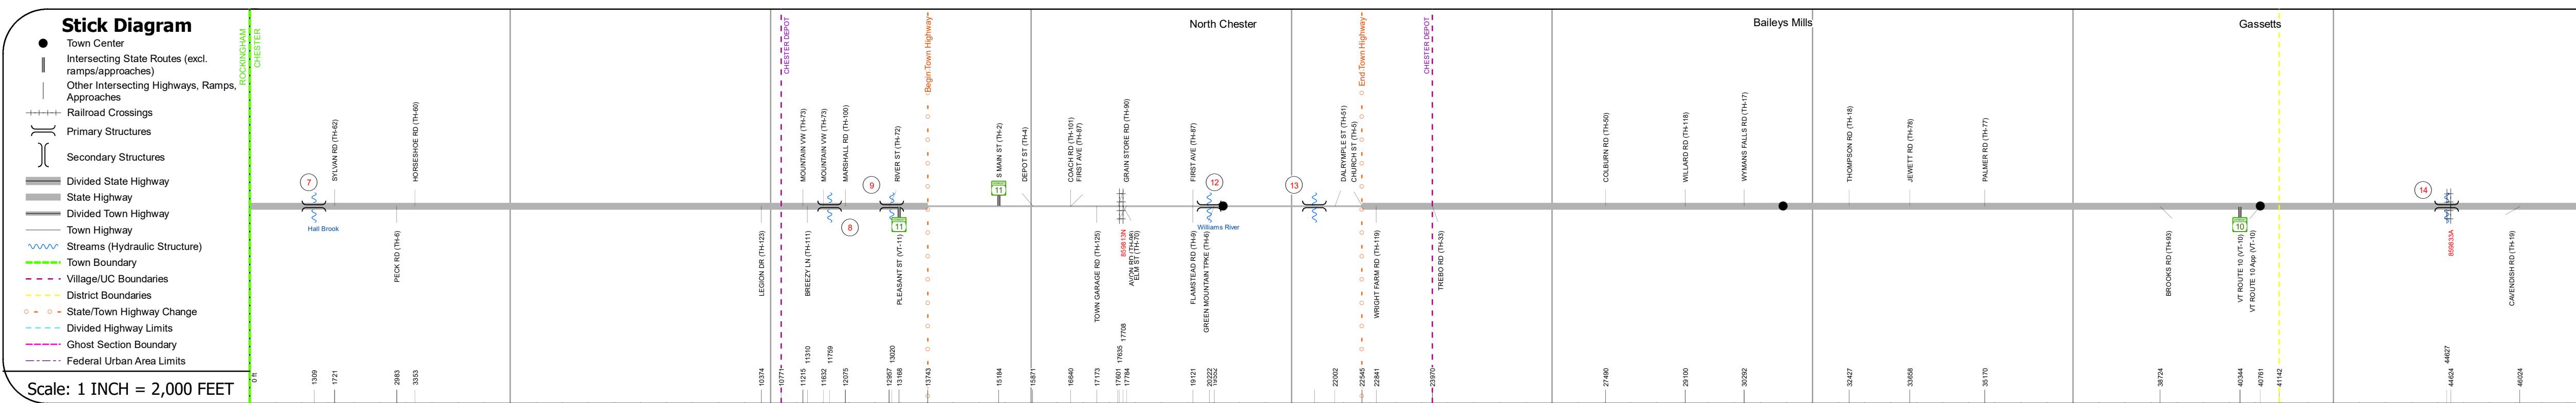 Stick Diagram
Town Center
Intersecting State Routes (excl.
ramps/approaches)
Other Intersecting Highways, Ramps,
Approaches
Railroad Crossings
Primary Structures
Secondary Structures
Divided State Highway
State Highway
Divided Town Highway
Town Highway
Streams (Hydraulic Structure)
Town Boundary
Village/UC Boundaries
District Boundaries
State/Town Highway Change
Divided Highway Limits
Ghost Section Boundary
Federal Urban Area Limits
Scale: 1 INCH = 2,000 FEET
North Chester
Baileys Mills
Gassetts
ROCKINGHAM
CHESTER
CHESTER DEPOT
Begin Town Highway
End Town Highway
CHESTER DEPOT
SYLVAN RD (TH-62)
HORSESHOE RD (TH-60)
MOUNTAIN VW (TH-73)
MOUNTAIN VW (TH-73)
MARSHALL RD (TH-100)
RIVER ST (TH-72)
S MAIN ST (TH-2)
DEPOT ST (TH-4)
COACH RD (TH-101)
FIRST AVE (TH-87)
GRAIN STORE RD (TH-90)
FIRST AVE (TH-87)
DALRYMPLE ST (TH-51)
CHURCH ST (TH-5)
COLBURN RD (TH-50)
WILLARD RD (TH-118)
WYMANS FALLS RD (TH-17)
THOMPSON RD (TH-18)
JEWETT RD (TH-78)
PALMER RD (TH-77)
7
9
11
12
13
14
8
11
10
Hall Brook
Williams River
PECK RD (TH-6)
LEGION DR (TH-123)
BREEZY LN (TH-111)
PLEASANT ST (VT-11)
TOWN GARAGE RD (TH-125)
859813N
ELM ST (TH-70)
FLAMSTEAD RD (TH-9)
GREEN MOUNTAIN TPKE (TH-6)
WRIGHT FARM RD (TH-119)
TREBO RD (TH-33)
BROOKS RD (TH-93)
VT ROUTE 10 (VT-10)
VT ROUTE 10 App (VT-10)
859833A
CAVENDISH RD (TH-19)
0 ft
1309
1721
2983
3353
10374
10771
11215
11310
11632
11759
12075
12957
13020
13168
13743
15184
15871
16640
17173
17601
17635
17708
17784
19121
20222
22002
22545
22841
23970
27490
29100
30292
32427
33658
35170
38724
40344
40761
41142
44627
44624
46024